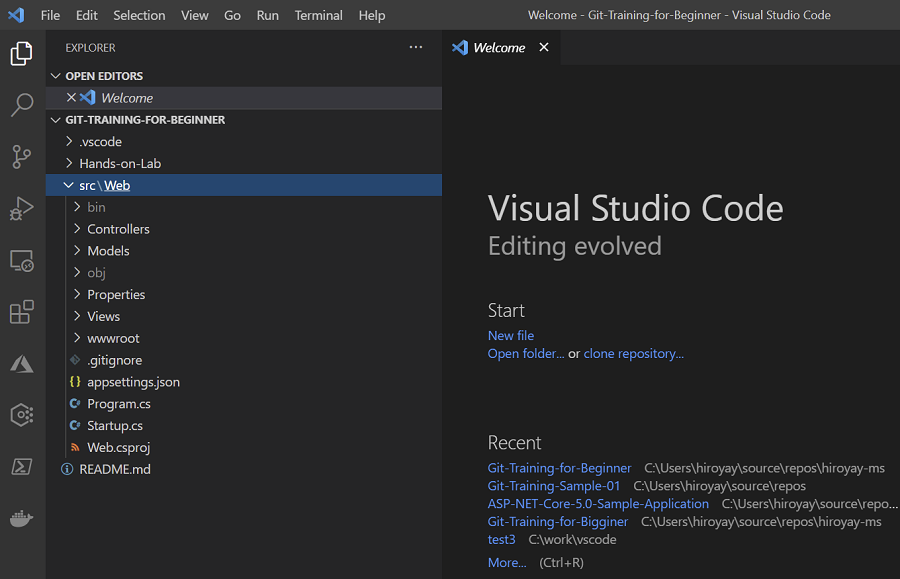 File Edit Selection View Go Run Terminal Help Welcome - Git-Training-for-Beginner - Visual Studio Code
EXPLORER ...
OPEN EDITORS
Welcome
GIT-TRAINING-FOR-BEGINNER
.vscode
Hands-on-Lab
src\Web
bin
Controllers
Models
obj
Properties
Views
wwwroot
.gitignore
{} appsettings.json
C# Program.cs
C# Startup.cs
Web.csproj
README.md
Welcome
Visual Studio Code
Editing evolved
Start
New file
Open folder... or clone repository...
Recent
Git-Training-for-Beginner C:\Users\hiroyay\source\repos\hiroyay-ms
Git-Training-Sample-01 C:\Users\hiroyay\source\repos
ASP-NET-Core-5.0-Sample-Application C:\Users\hiroyay\source\repo...
Git-Training-for-Bigginer C:\Users\hiroyay\source\repos\hiroyay-ms
test3 C:\work\vscode
More... (Ctrl+R)